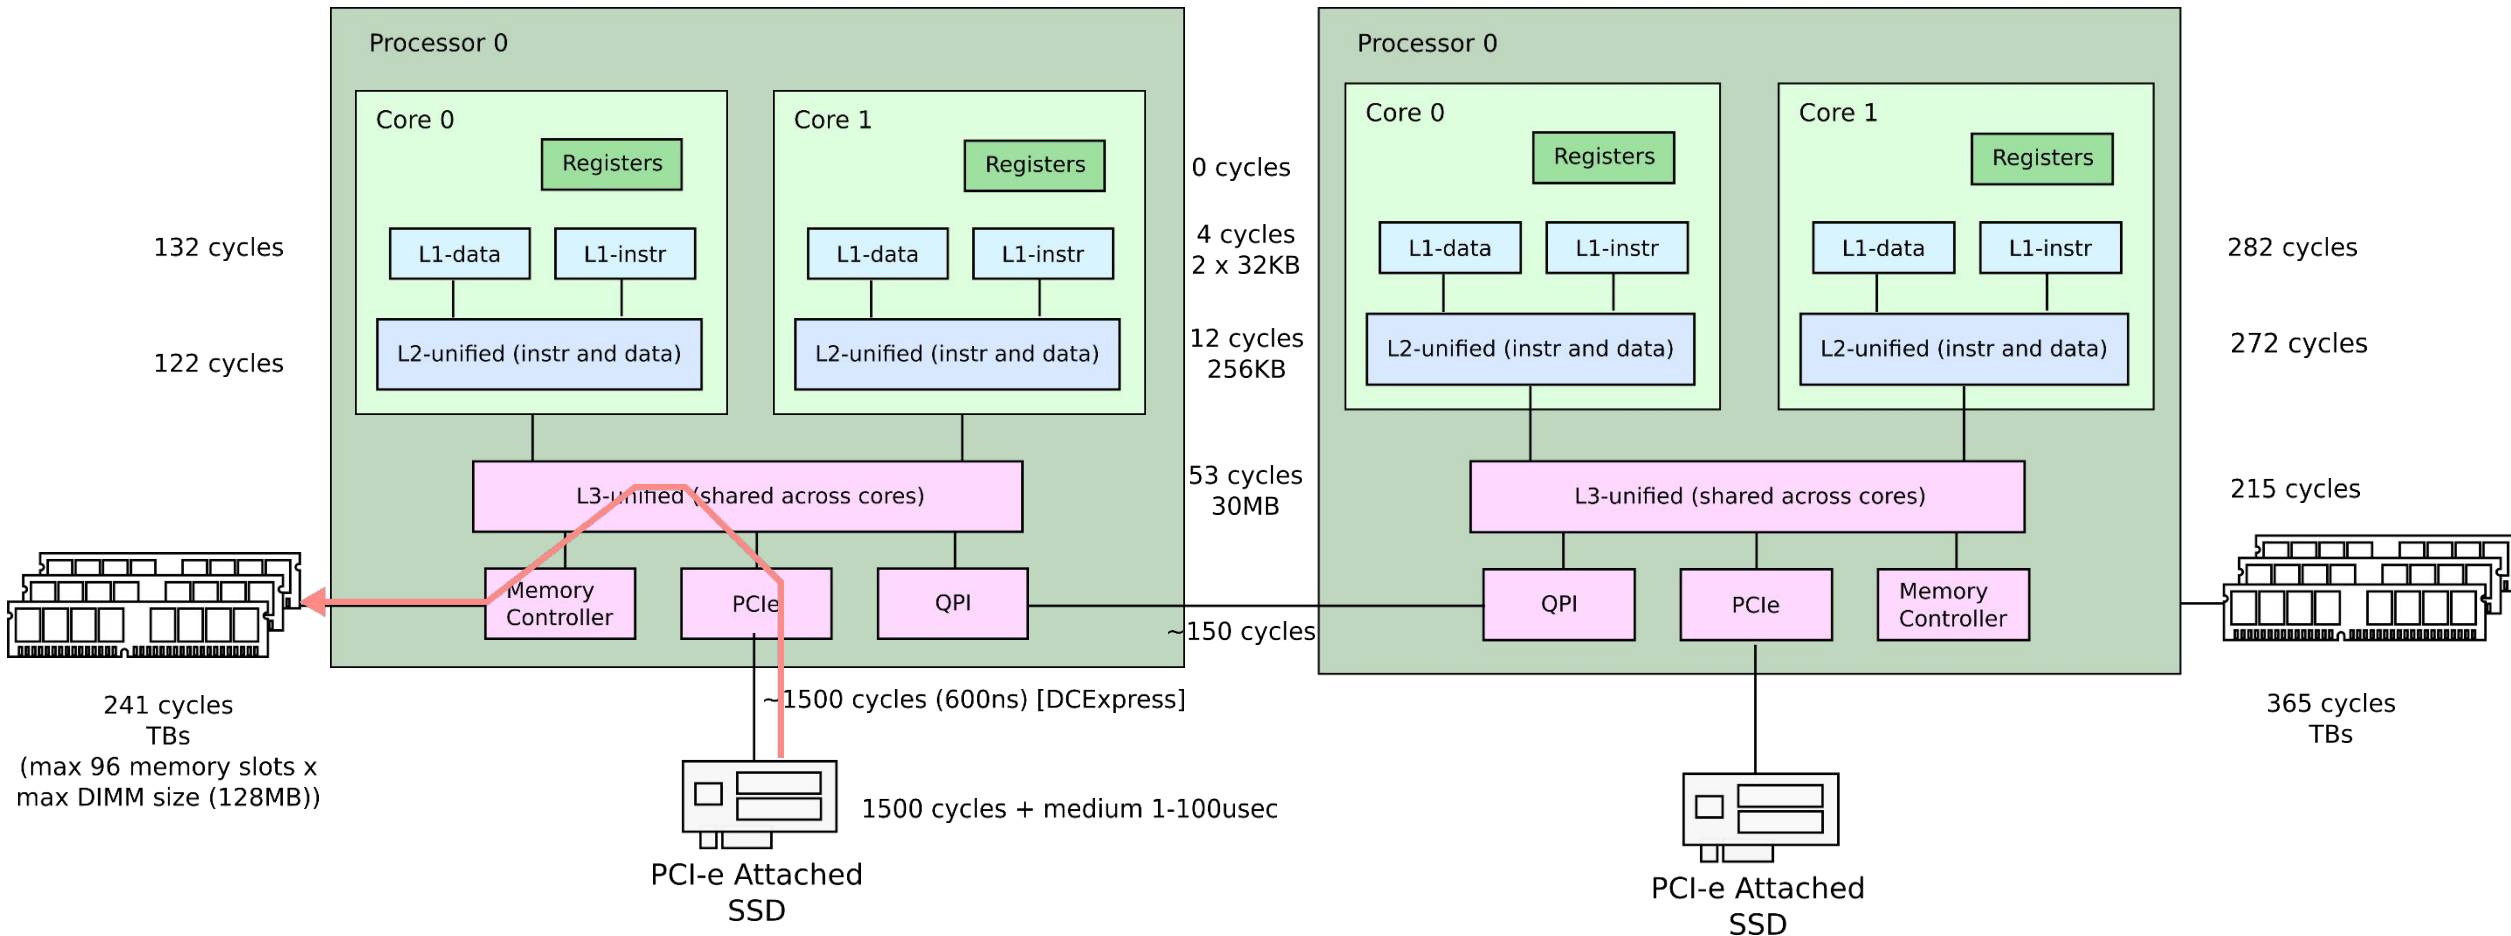 Processor 0
Processor 0
Core 0
Core 1
Core 0
Core 1
Registers
Registers
0 cycles
Registers
Registers
132 cycles
L1-data
L1-instr
L1-data
L1-instr
4 cycles
2 x 32KB
L1-data
L1-instr
L1-data
L1-instr
282 cycles
122 cycles
L2-unified (instr and data)
L2-unified (instr and data)
12 cycles
256KB
L2-unified (instr and data)
L2-unified (instr and data)
272 cycles
L3-unified (shared across cores)
53 cycles
30MB
L3-unified (shared across cores)
215 cycles
Memory
Controller
PCIe
QPI
~150 cycles
QPI
PCIe
Memory
Controller
241 cycles
TBs
(max 96 memory slots x
max DIMM size (128MB))
~1500 cycles (600ns) [DCExpress]
365 cycles
TBs
1500 cycles + medium 1-100usec
PCI-e Attached
SSD
PCI-e Attached
SSD